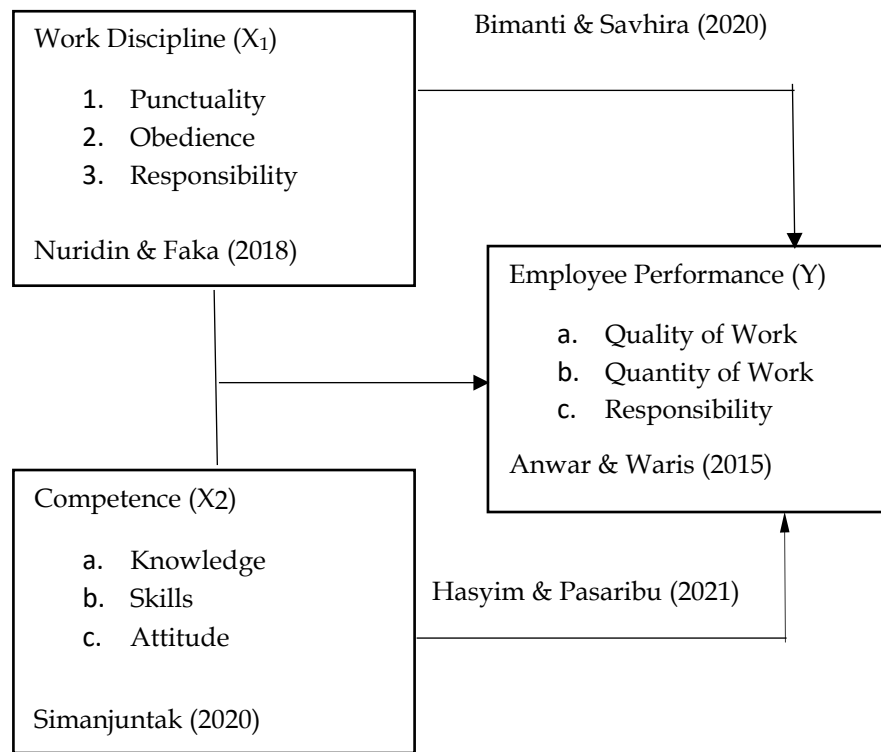 Work Discipline (X₁)
1. Punctuality
2. Obedience
3. Responsibility
Nuridin & Faka (2018)
Bimanti & Savhira (2020)
Employee Performance (Y)
a. Quality of Work
b. Quantity of Work
c. Responsibility
Anwar & Waris (2015)
Competence (X2)
a. Knowledge
b. Skills
c. Attitude
Simanjuntak (2020)
Hasyim & Pasaribu (2021)